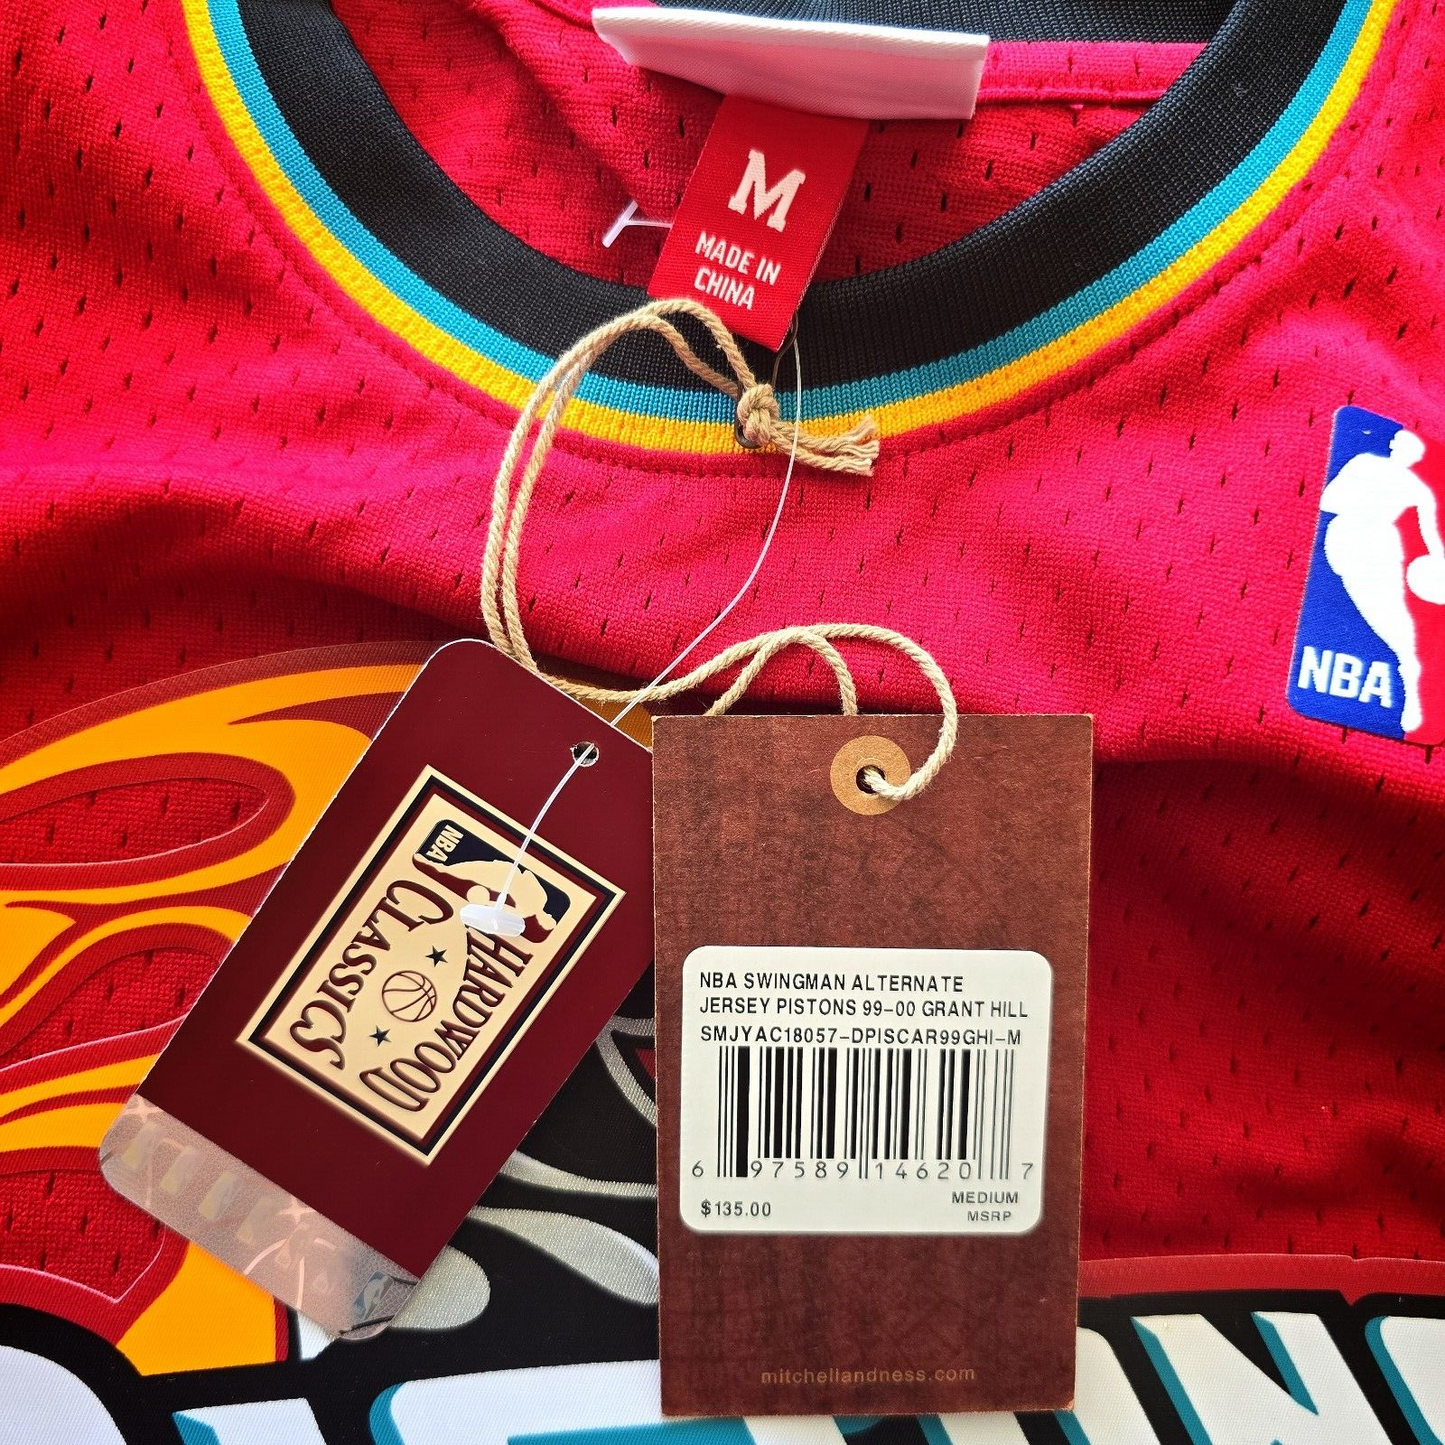 M
MADE IN
CHINA
NBA
NBA
HARDWOOD
CLASSICS
NBA SWINGMAN ALTERNATE
JERSEY PISTONS 99-00 GRANT HILL
SMJYAC18057-DPISCAR99GHI-M
6 97589 14620 7
$135.00
MEDIUM
MSRP
mitchellandness.com